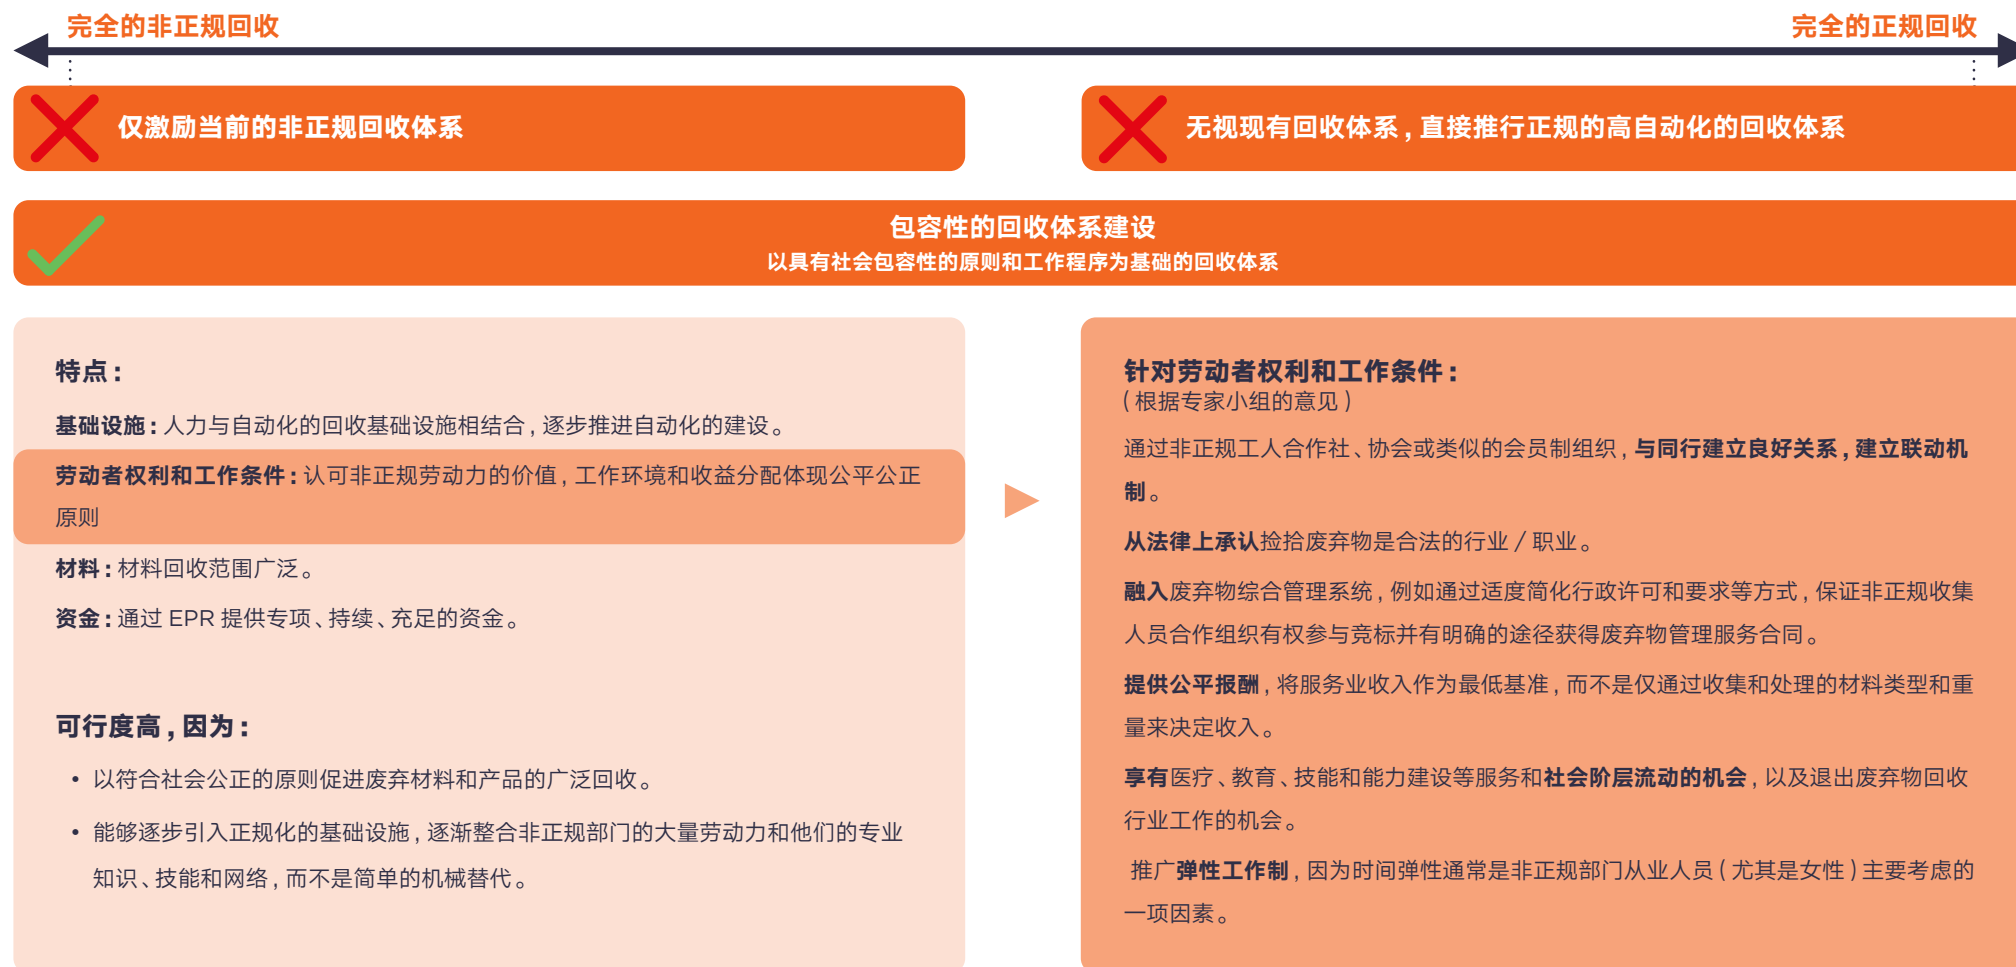 完全的非正规回收
完全的正规回收
仅激励当前的非正规回收体系
无视现有回收体系，直接推行正规的高自动化的回收体系
包容性的回收体系建设
以具有社会包容性的原则和工作程序为基础的回收体系
特点：
基础设施：人力与自动化的回收基础设施相结合，逐步推进自动化的建设。
劳动者权利和工作条件：认可非正规劳动力的价值，工作环境和收益分配体现公平公正
原则
材料：材料回收范围广泛。
资金：通过 EPR 提供专项、持续、充足的资金。
可行度高，因为：
• 以符合社会公正的原则促进废弃材料和产品的广泛回收。
• 能够逐步引入正规化的基础设施，逐渐整合非正规部门的大量劳动力和他们的专业
知识、技能和网络，而不是简单的机械替代。
针对劳动者权利和工作条件：
（根据专家小组的意见）
通过非正规工人合作社、协会或类似的会员制组织，与同行建立良好关系，建立联动机
制。
从法律上承认捡拾废弃物是合法的行业 / 职业。
融入废弃物综合管理系统，例如通过适度简化行政许可和要求等方式，保证非正规收集
人员合作组织有权参与竞标并有明确的途径获得废弃物管理服务合同。
提供公平报酬，将服务业收入作为最低基准，而不是仅通过收集和处理的材料类型和重
量来决定收入。
享有医疗、教育、技能和能力建设等服务和社会阶层流动的机会，以及退出废弃物回收
行业工作的机会。
推广弹性工作制，因为时间弹性通常是非正规部门从业人员（尤其是女性）主要考虑的
一项因素。